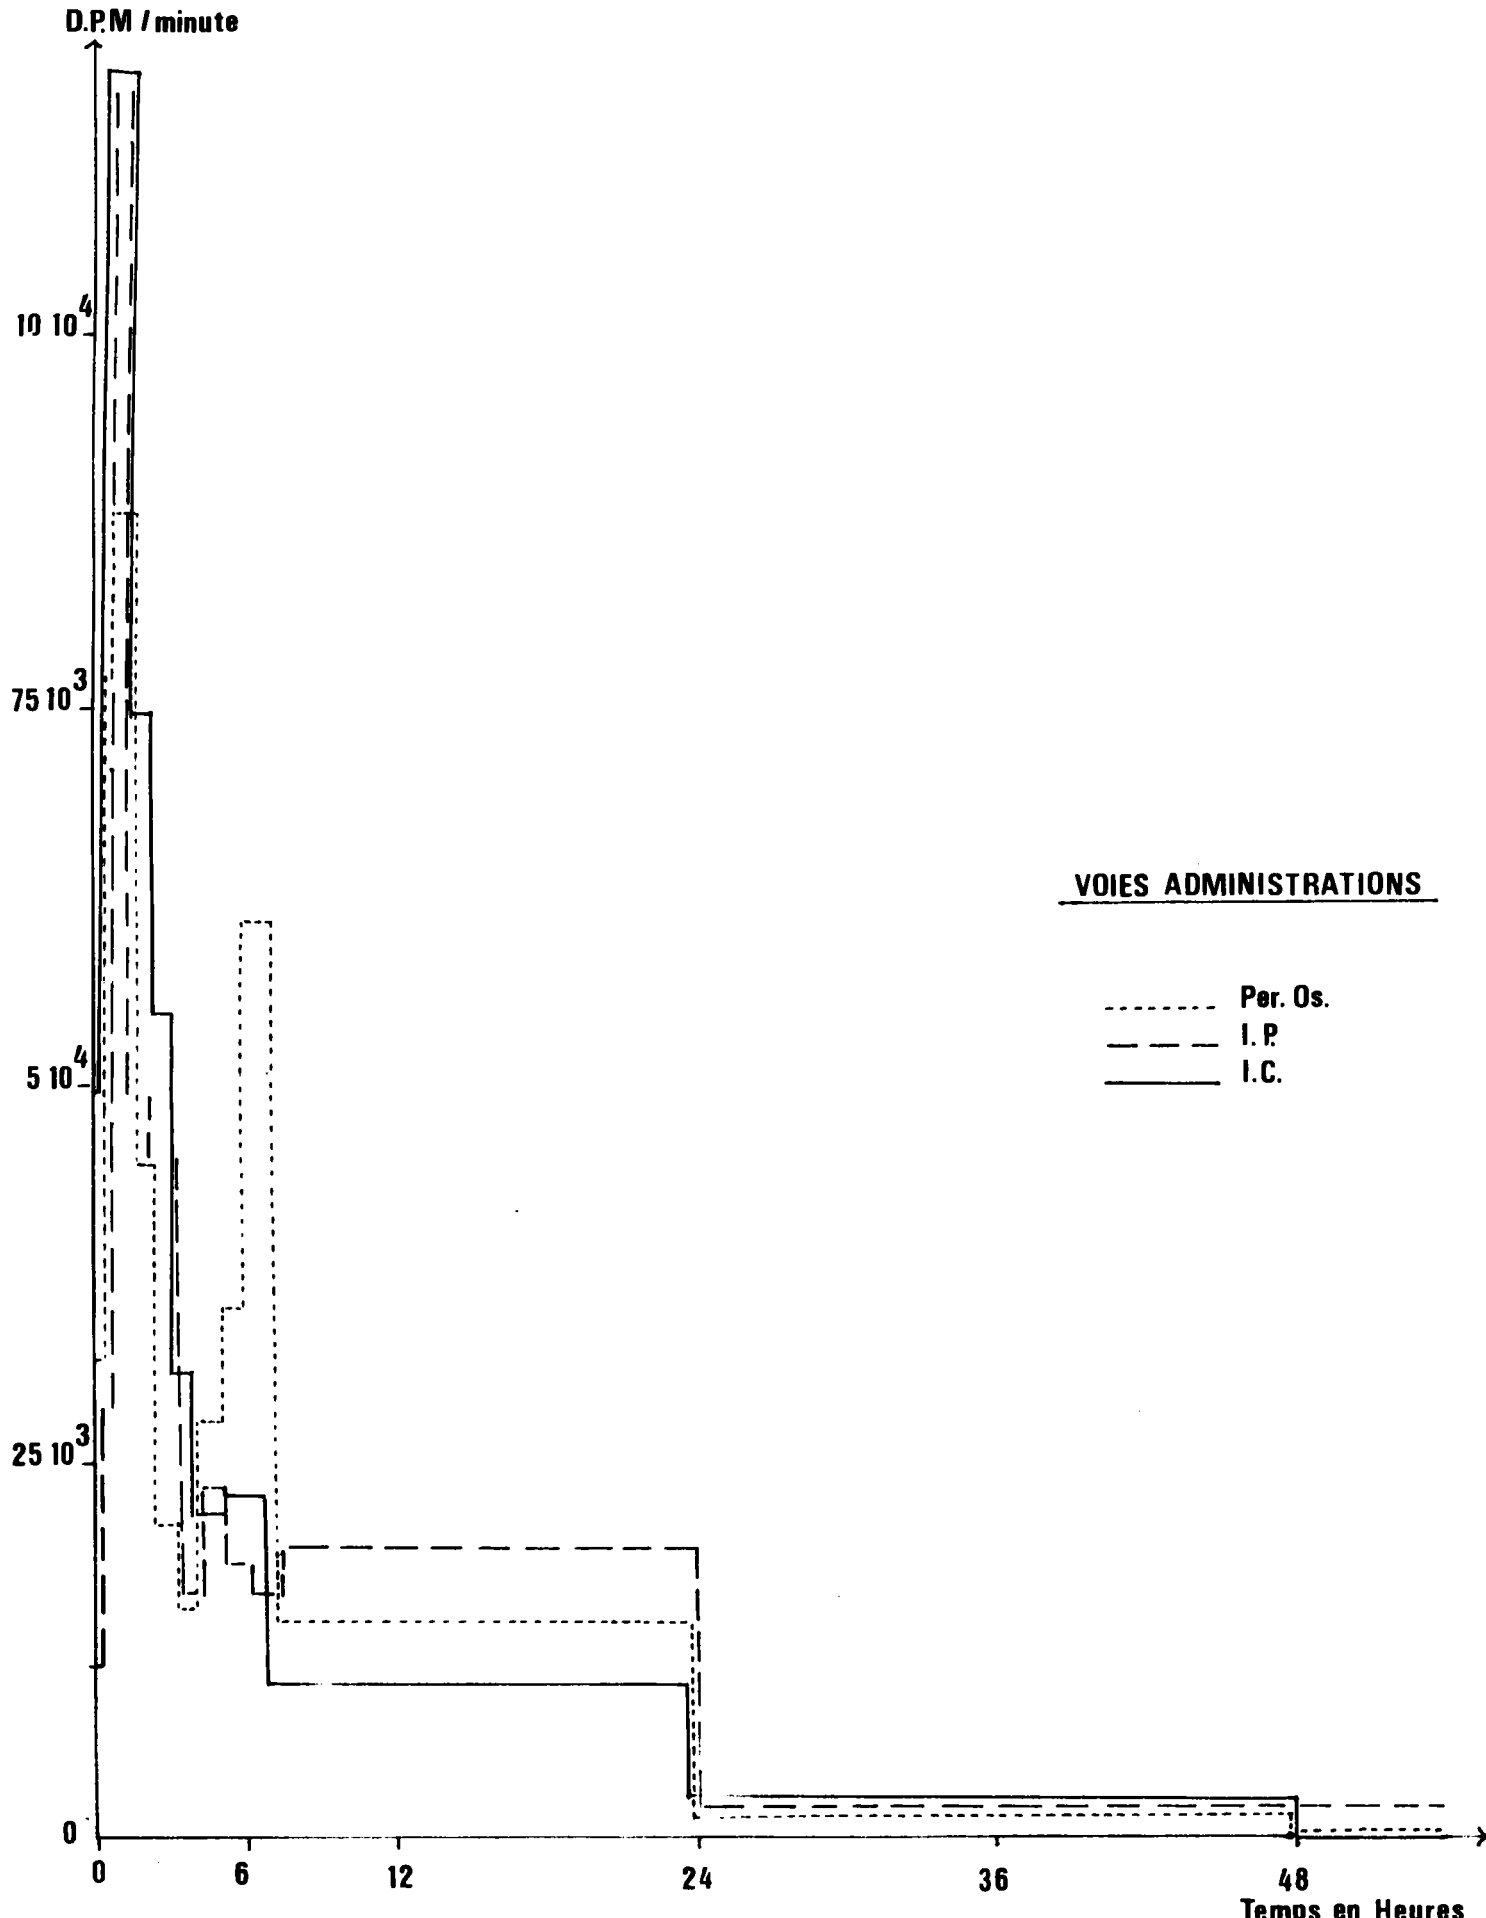 D.P.M / minute
10 10⁴
75 10³
5 10⁴
25 10³
0
0 6 12 24 36 48
Temps en Heures
VOIES ADMINISTRATIONS
Per. Os.
I. P.
I.C.